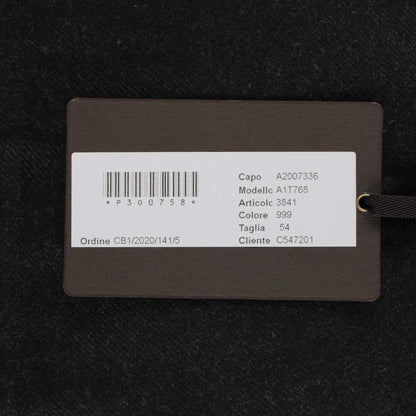 *P300758*
Ordine CB1/2020/141/5
Capo A2007336
Modello A1T768
Articolo 3841
Colore 999
Taglia 54
Cliente C547201